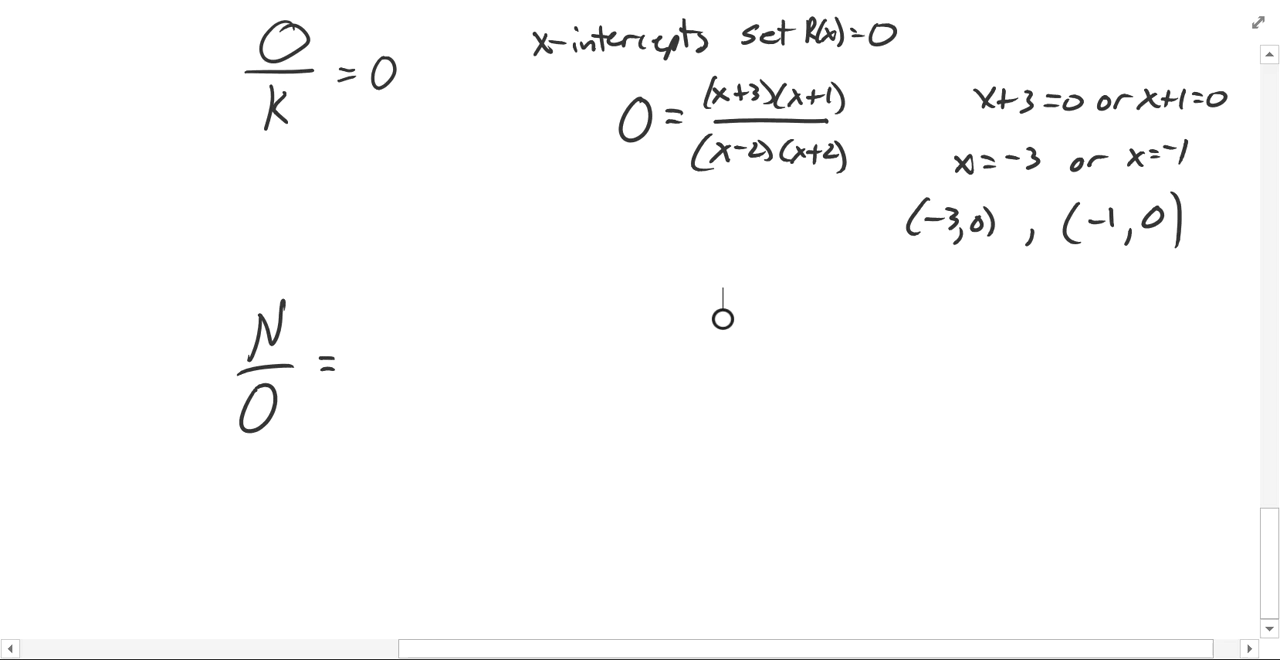 0/K = 0
x-intercepts set R(x)=0
0 = (x+3)(x+1)/(x-2)(x+2)
x+3=0 or x+1=0
x=-3 or x=-1
(-3,0) , (-1,0)
N/0 =